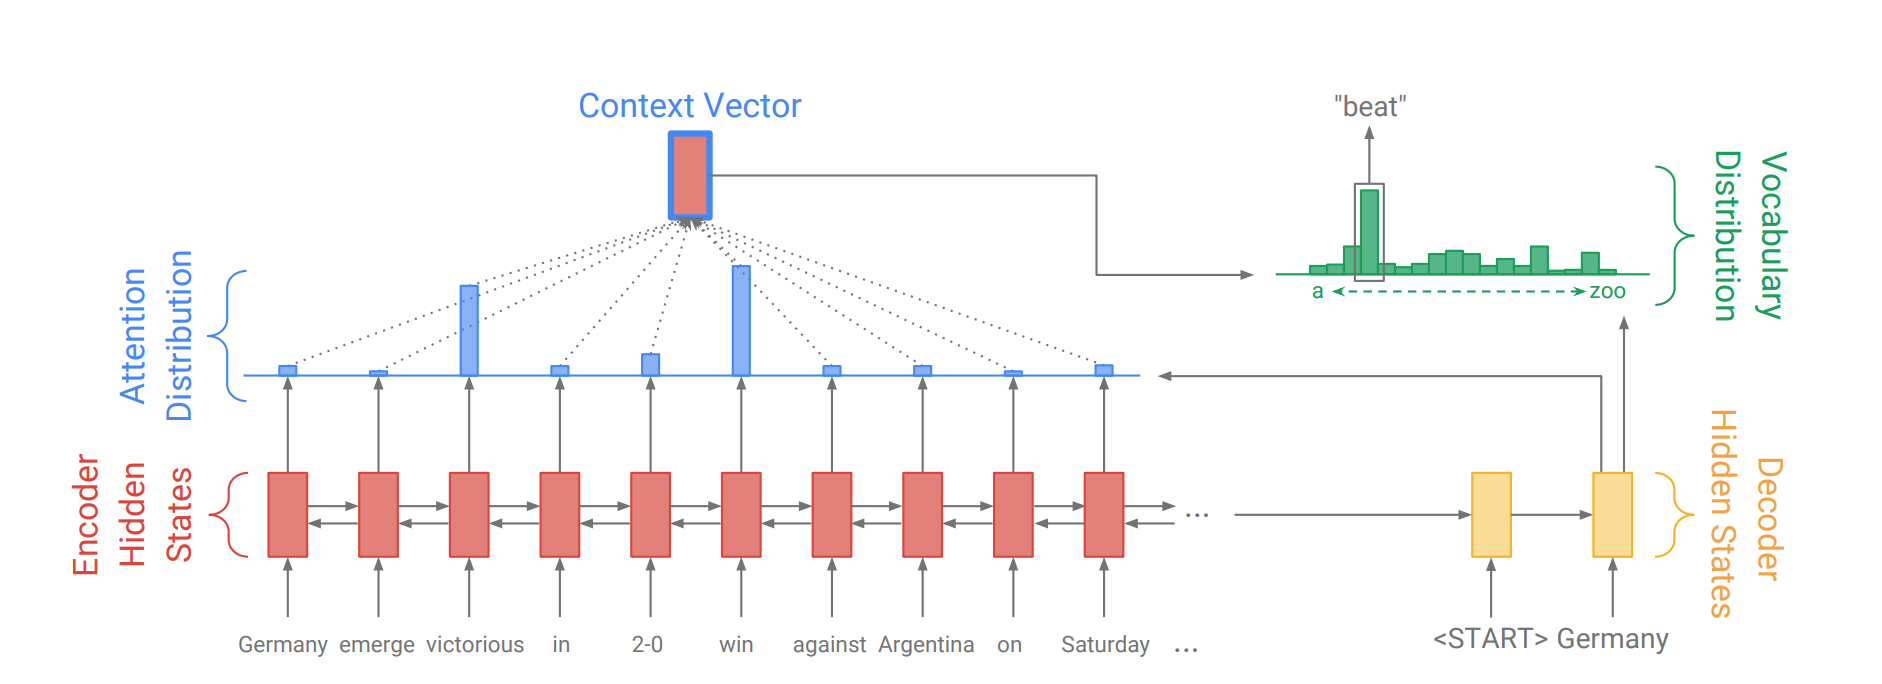 Context Vector
"beat"
a
zoo
Vocabulary
Distribution
Attention
Distribution
Encoder
Hidden
States
Decoder
Hidden States
...
Germany emerge victorious in 2-0 win against Argentina on Saturday ...
<START> Germany